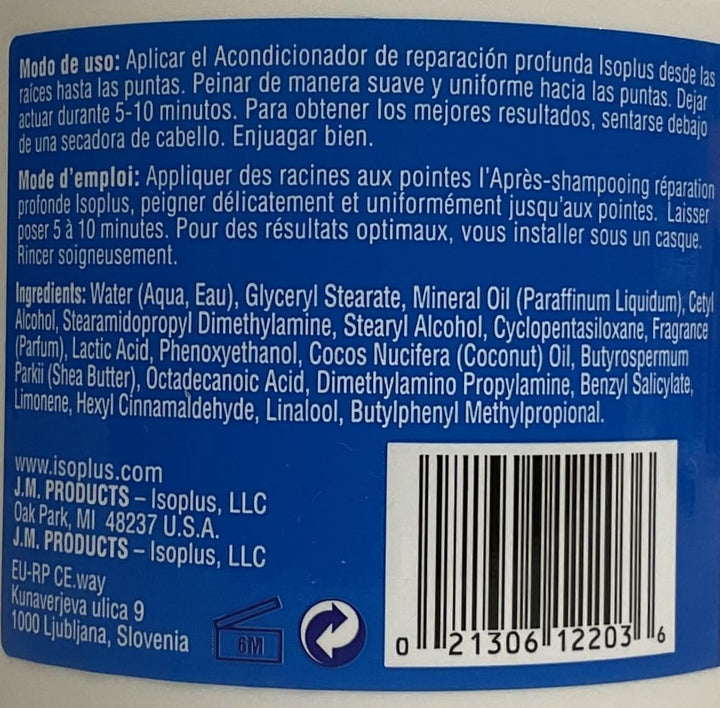 Modo de uso: Aplicar el Acondicionador de reparación profunda Isoplus desde las
raíces hasta las puntas. Peinar de manera suave y uniforme hacia las puntas. Dejar
actuar durante 5-10 minutos. Para obtener los mejores resultados, sentarse debajo
de una secadora de cabello. Enjuagar bien.
Mode d'emploi: Appliquer des racines aux pointes l'Après-shampooing réparation
profonde Isoplus, peigner délicatement et uniformément jusqu'aux pointes. Laisser
poser 5 à 10 minutes. Pour des résultats optimaux, vous installer sous un casque.
Rincer soigneusement.
Ingredients: Water (Aqua, Eau), Glyceryl Stearate, Mineral Oil (Paraffinum Liquidum), Cetyl
Alcohol, Stearamidopropyl Dimethylamine, Stearyl Alcohol, Cyclopentasiloxane, Fragrance
(Parfum), Lactic Acid, Phenoxyethanol, Cocos Nucifera (Coconut) Oil, Butyrospermum
Parkii (Shea Butter), Octadecanoic Acid, Dimethylamino Propylamine, Benzyl Salicylate,
Limonene, Hexyl Cinnamaldehyde, Linalool, Butylphenyl Methylpropional.
www.isoplus.com
J.M. PRODUCTS – Isoplus, LLC
Oak Park, MI 48237 U.S.A.
J.M. PRODUCTS – Isoplus, LLC
EU-RP CE.way
Kunaverjeva ulica 9
1000 Ljubljana, Slovenia
6M
0 21306 12203 6